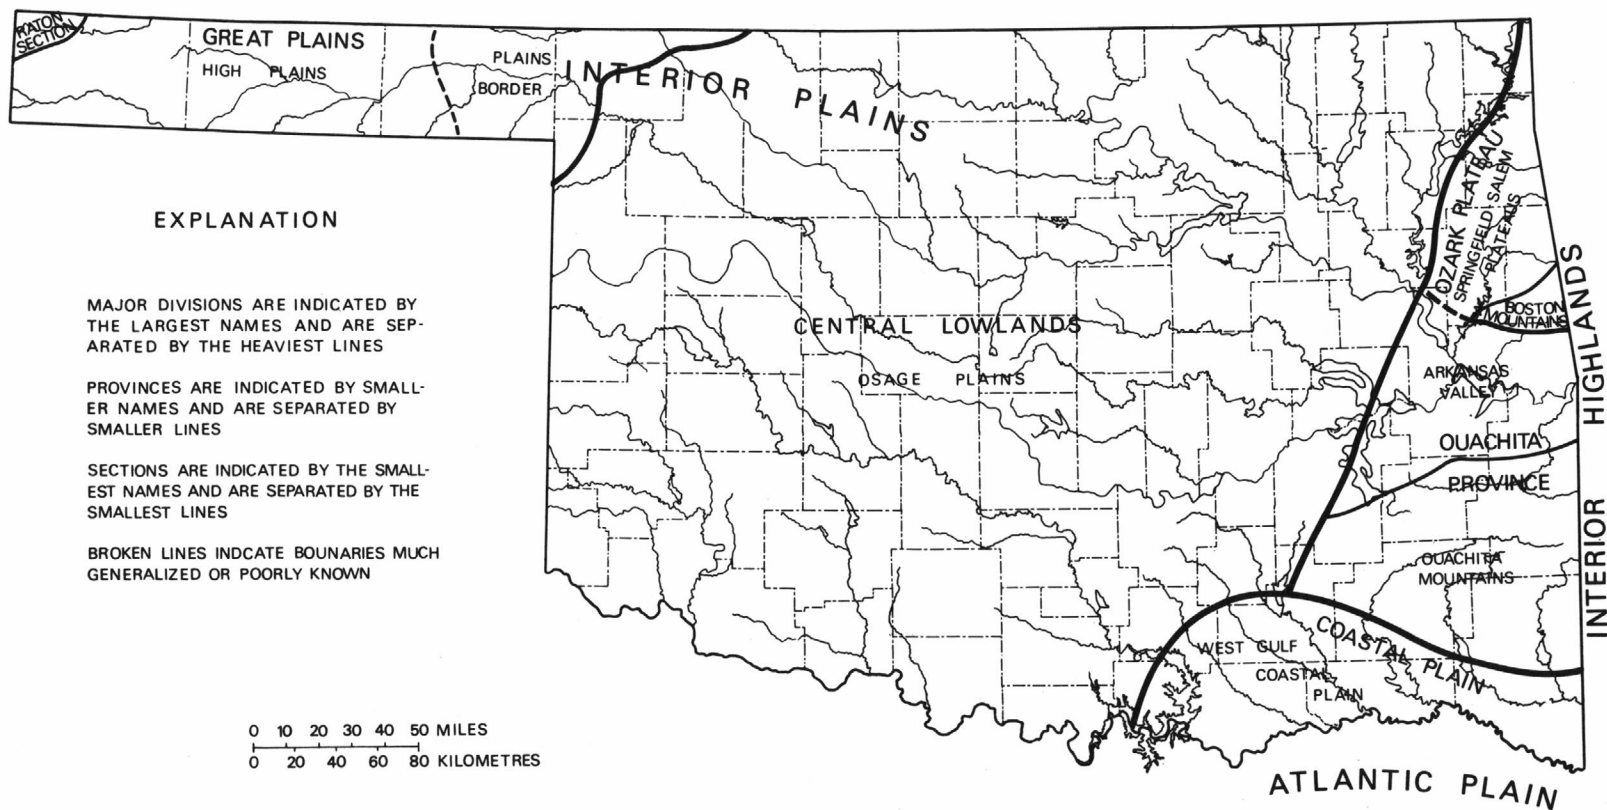 RATON
SECTION
GREAT PLAINS
HIGH PLAINS
PLAINS
BORDER
INTERIOR PLAINS
OZARK PLATEAU
SPRINGFIELD SALEM
PLATEAUS
BOSTON
MOUNTAINS
INTERIOR HIGHLANDS
CENTRAL LOWLANDS
OSAGE PLAINS
ARKANSAS
VALLEY
OUACHITA
PROVINCE
OUACHITA
MOUNTAINS
COASTAL PLAIN
WEST GULF
COASTAL
PLAIN
ATLANTIC PLAIN
EXPLANATION
MAJOR DIVISIONS ARE INDICATED BY
THE LARGEST NAMES AND ARE SEP-
ARATED BY THE HEAVIEST LINES
PROVINCES ARE INDICATED BY SMALL-
ER NAMES AND ARE SEPARATED BY
SMALLER LINES
SECTIONS ARE INDICATED BY THE SMALL-
EST NAMES AND ARE SEPARATED BY THE
SMALLEST LINES
BROKEN LINES INDCATE BOUNARIES MUCH
GENERALIZED OR POORLY KNOWN
0 10 20 30 40 50 MILES
0 20 40 60 80 KILOMETRES